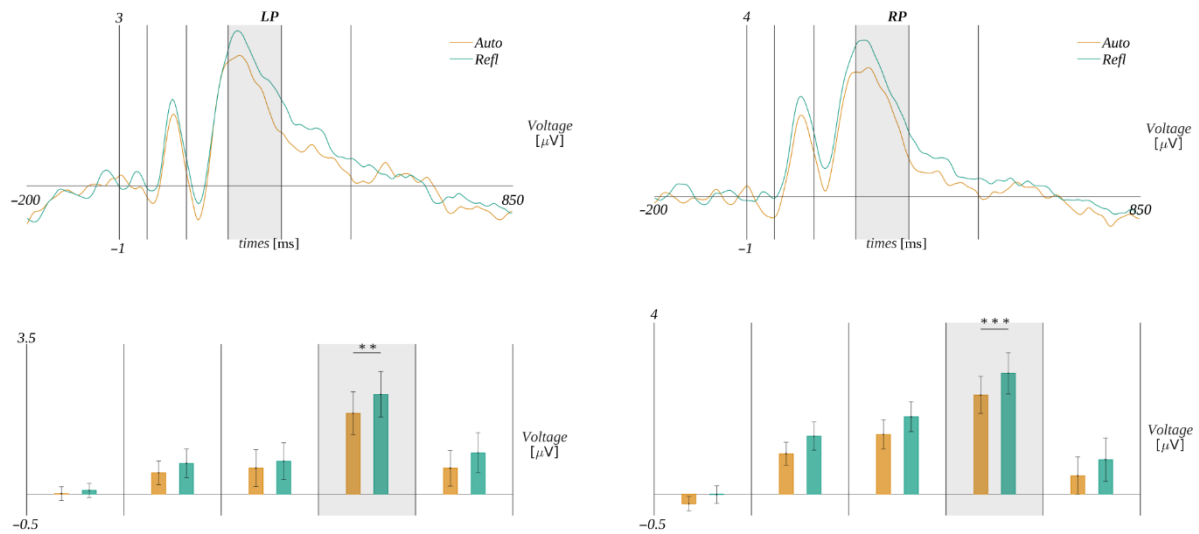 3
LP
Auto
Refl
Voltage
[μV]
−200
850
−1
times [ms]
4
RP
Auto
Refl
Voltage
[μV]
−200
850
−1
times [ms]
3.5
* *
Voltage
[μV]
−0.5
4
* * *
Voltage
[μV]
−0.5